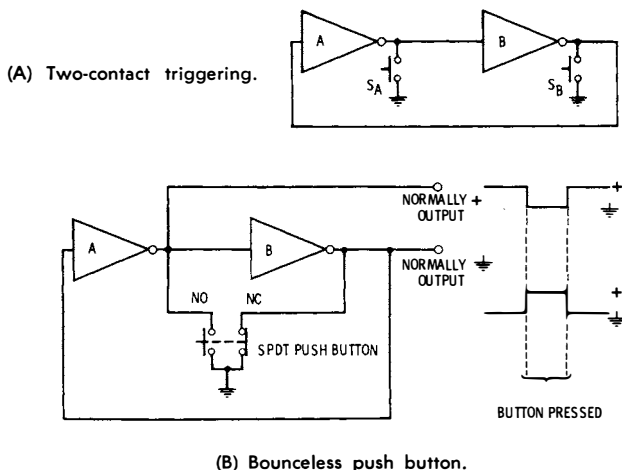 (A) Two-contact triggering.
A
B
SA
SB
A
B
NORMALLY +
OUTPUT
NORMALLY
OUTPUT
NO
NC
SPDT PUSH BUTTON
+
+
BUTTON PRESSED
(B) Bounceless push button.